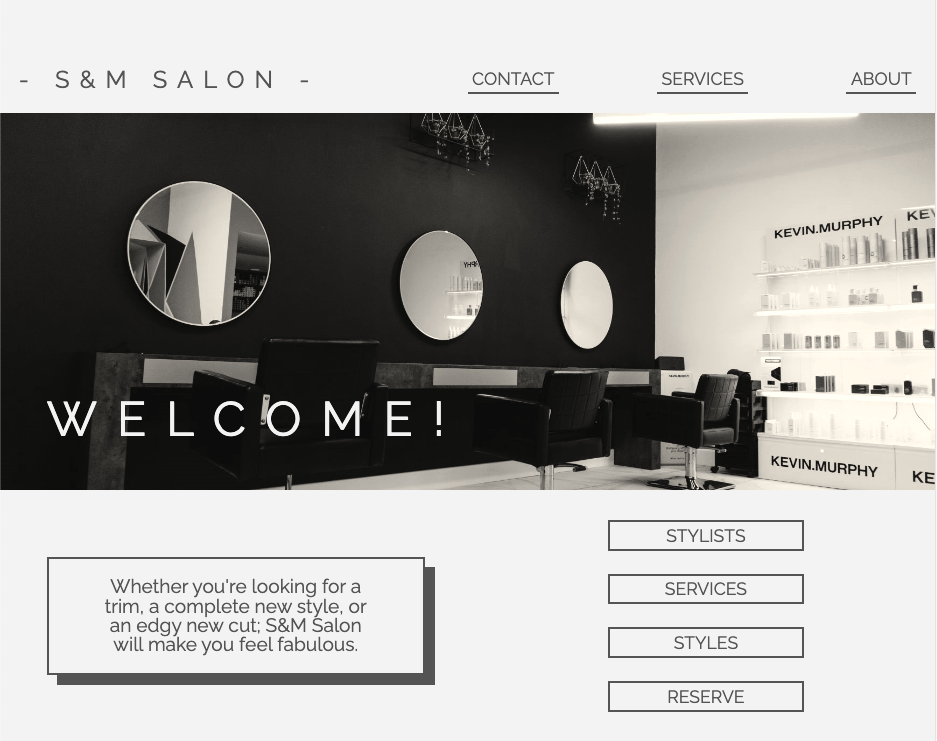 - S&M SALON -
CONTACT
SERVICES
ABOUT
KEVIN.MURPHY
KE
WELCOME!
KEVIN.MURPHY
KE
Whether you're looking for a
trim, a complete new style, or
an edgy new cut; S&M Salon
will make you feel fabulous.
STYLISTS
SERVICES
STYLES
RESERVE